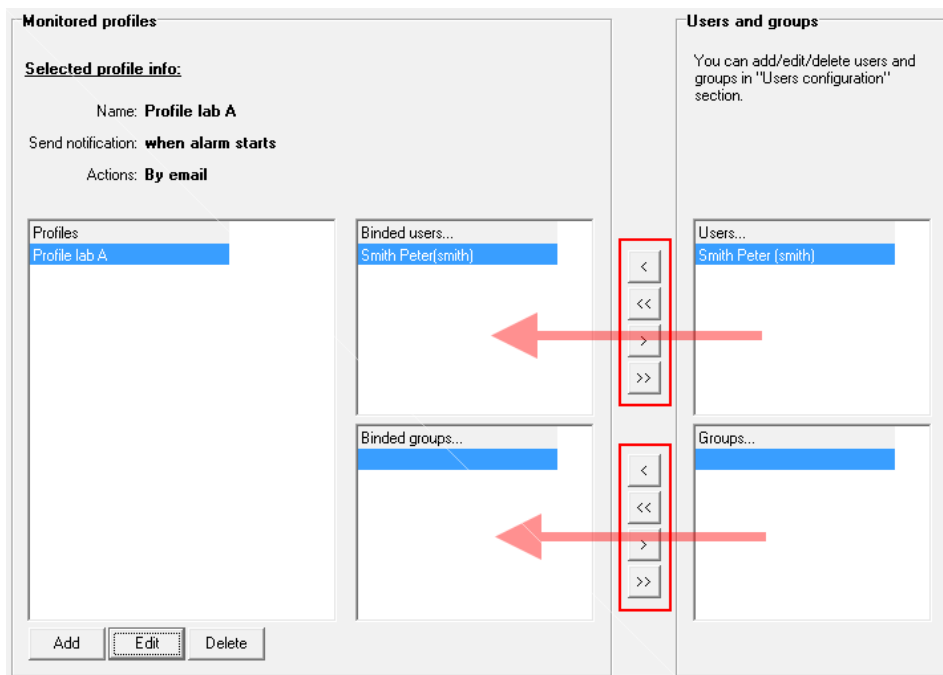 Monitored profiles
Selected profile info:
Name: Profile lab A
Send notification: when alarm starts
Actions: By email
Profiles
Profile lab A
Binded users...
Smith Peter(smith)
<
<<
>
>>
Binded groups...
<
<<
>
>>
Add
Edit
Delete
Users and groups
You can add/edit/delete users and
groups in "Users configuration"
section.
Users...
Smith Peter (smith)
Groups...